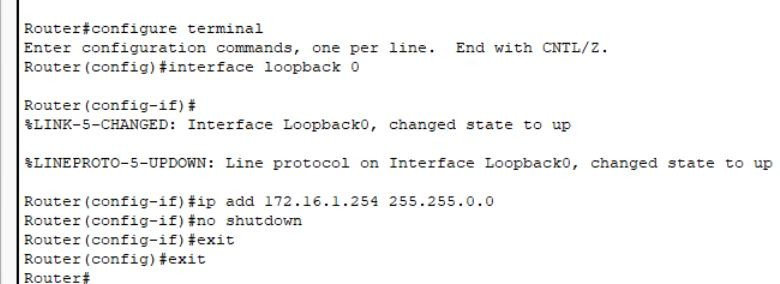 Router#configure terminal
Enter configuration commands, one per line.  End with CNTL/Z.
Router(config)#interface loopback 0
Router(config-if)#
%LINK-5-CHANGED: Interface Loopback0, changed state to up
%LINEPROTO-5-UPDOWN: Line protocol on Interface Loopback0, changed state to up
Router(config-if)#ip add 172.16.1.254 255.255.0.0
Router(config-if)#no shutdown
Router(config-if)#exit
Router(config)#exit
Router#